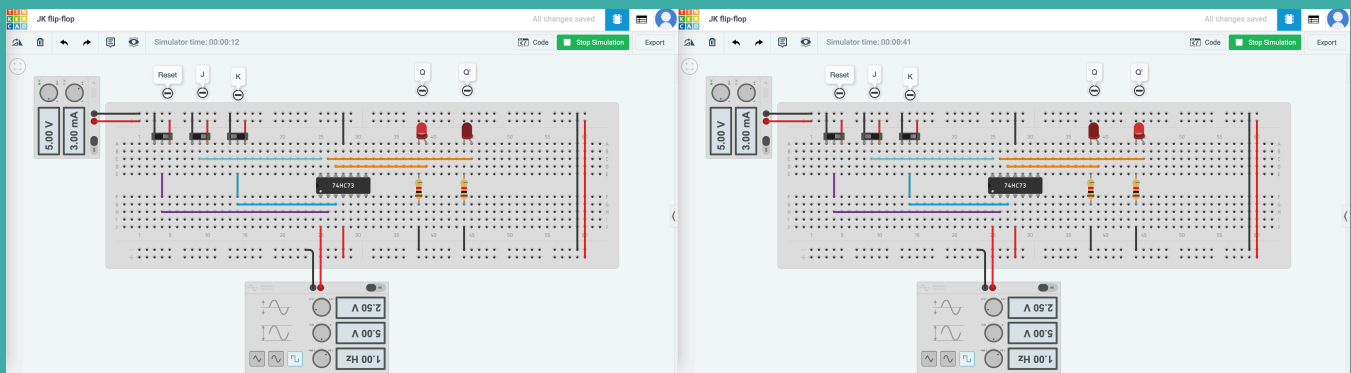 TIN
KER
CAD
JK flip-flop
All changes saved
Simulator time: 00:00:12
Code
Stop Simulation
Export
Reset
J
K
Q
Q'
5.00 V
3.00 mA
74HC73
2.50 V
5.00 V
1.00 Hz
TIN
KER
CAD
JK flip-flop
All changes saved
Simulator time: 00:00:41
Code
Stop Simulation
Export
Reset
J
K
Q
Q'
5.00 V
3.00 mA
74HC73
2.50 V
5.00 V
1.00 Hz